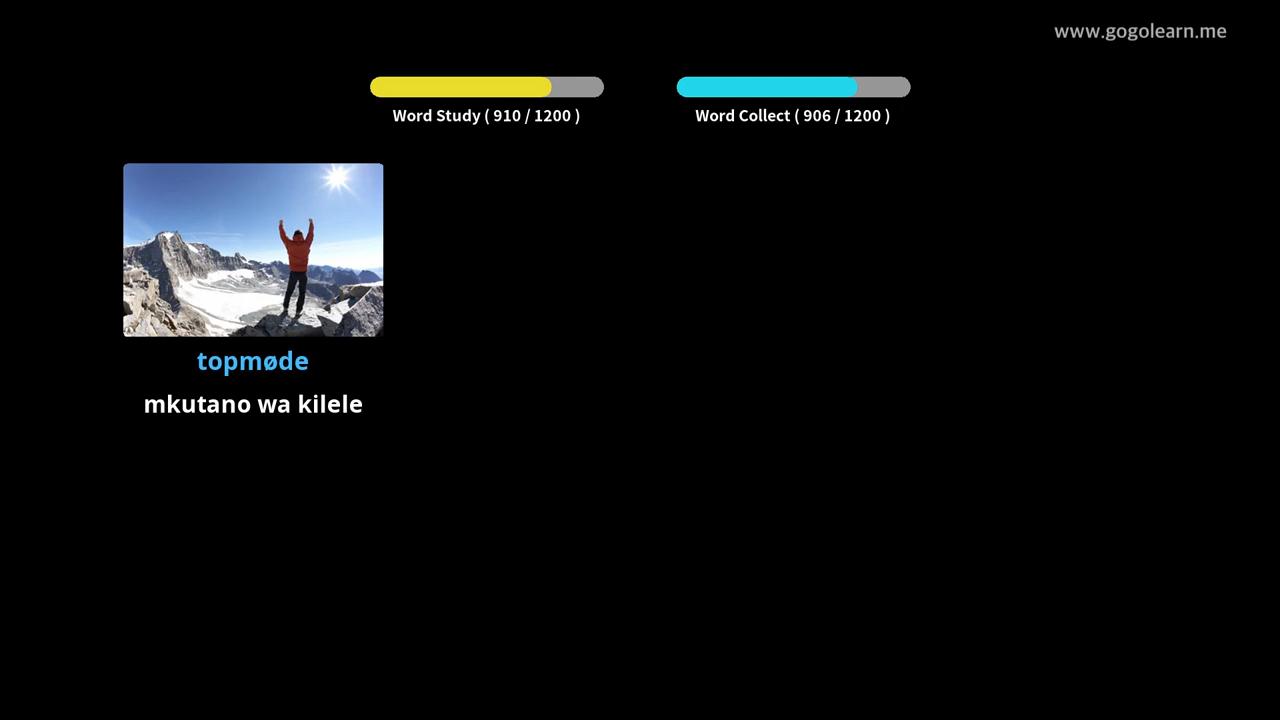 www.gogolearn.me
Word Study ( 910 / 1200 )
Word Collect ( 906 / 1200 )
topmøde
mkutano wa kilele